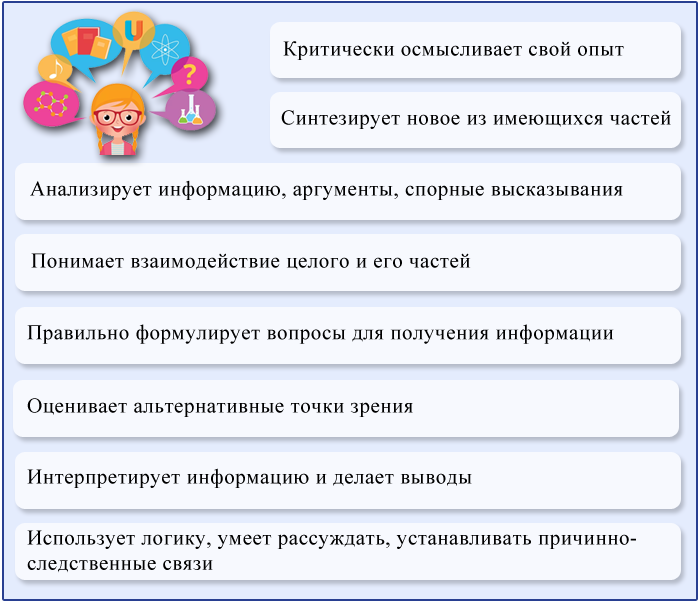 Критически осмысливает свой опыт
Синтезирует новое из имеющихся частей
Анализирует информацию, аргументы, спорные высказывания
Понимает взаимодействие целого и его частей
Правильно формулирует вопросы для получения информации
Оценивает альтернативные точки зрения
Интерпретирует информацию и делает выводы
Использует логику, умеет рассуждать, устанавливать причинно-
следственные связи